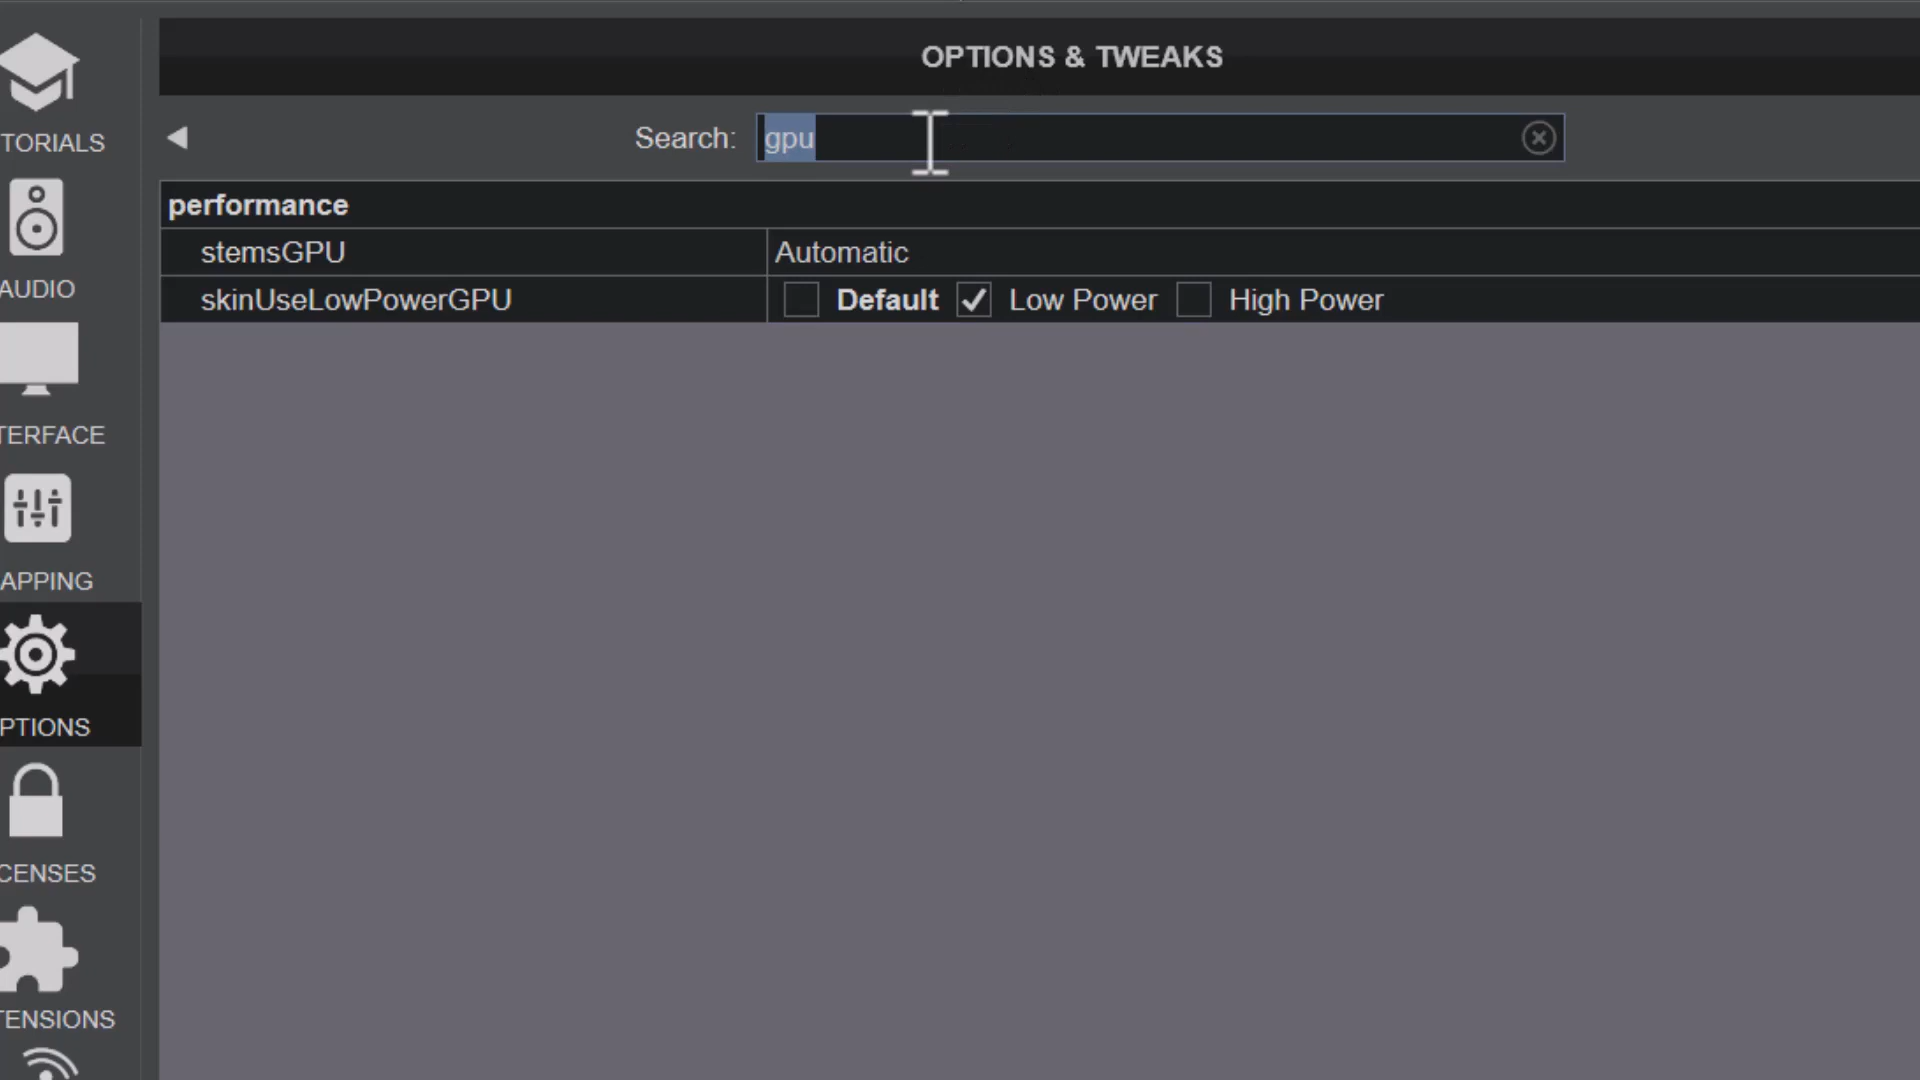 OPTIONS & TWEAKS
TORIALS
Search: gpu
performance
AUDIO
stemsGPU Automatic
skinUseLowPowerGPU Default Low Power High Power
TERFACE
APPING
PTIONS
CENSES
TENSIONS